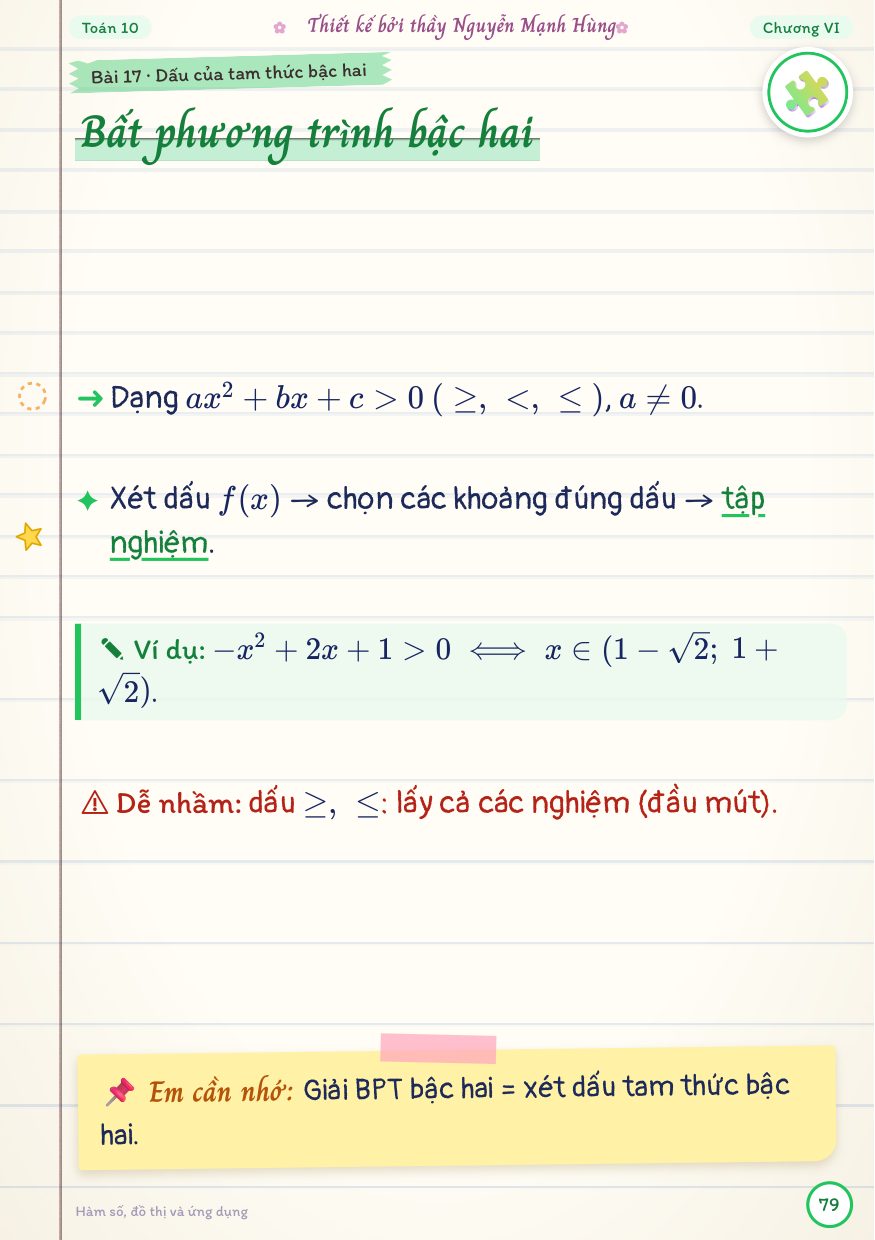 Toán 10
Thiết kế bởi thầy Nguyễn Mạnh Hùng
Chương VI
Bài 17 · Dấu của tam thức bậc hai
Bất phương trình bậc hai
→ Dạng ax² + bx + c > 0 ( ≥, <, ≤ ), a ≠ 0.
✦ Xét dấu f(x) → chọn các khoảng đúng dấu → tập
nghiệm.
Ví dụ: −x² + 2x + 1 > 0 ⟺ x ∈ (1 − √2; 1 +
√2).
⚠ Dễ nhầm: dấu ≥, ≤: lấy cả các nghiệm (đầu mút).
Em cần nhớ: Giải BPT bậc hai = xét dấu tam thức bậc
hai.
Hàm số, đồ thị và ứng dụng
79